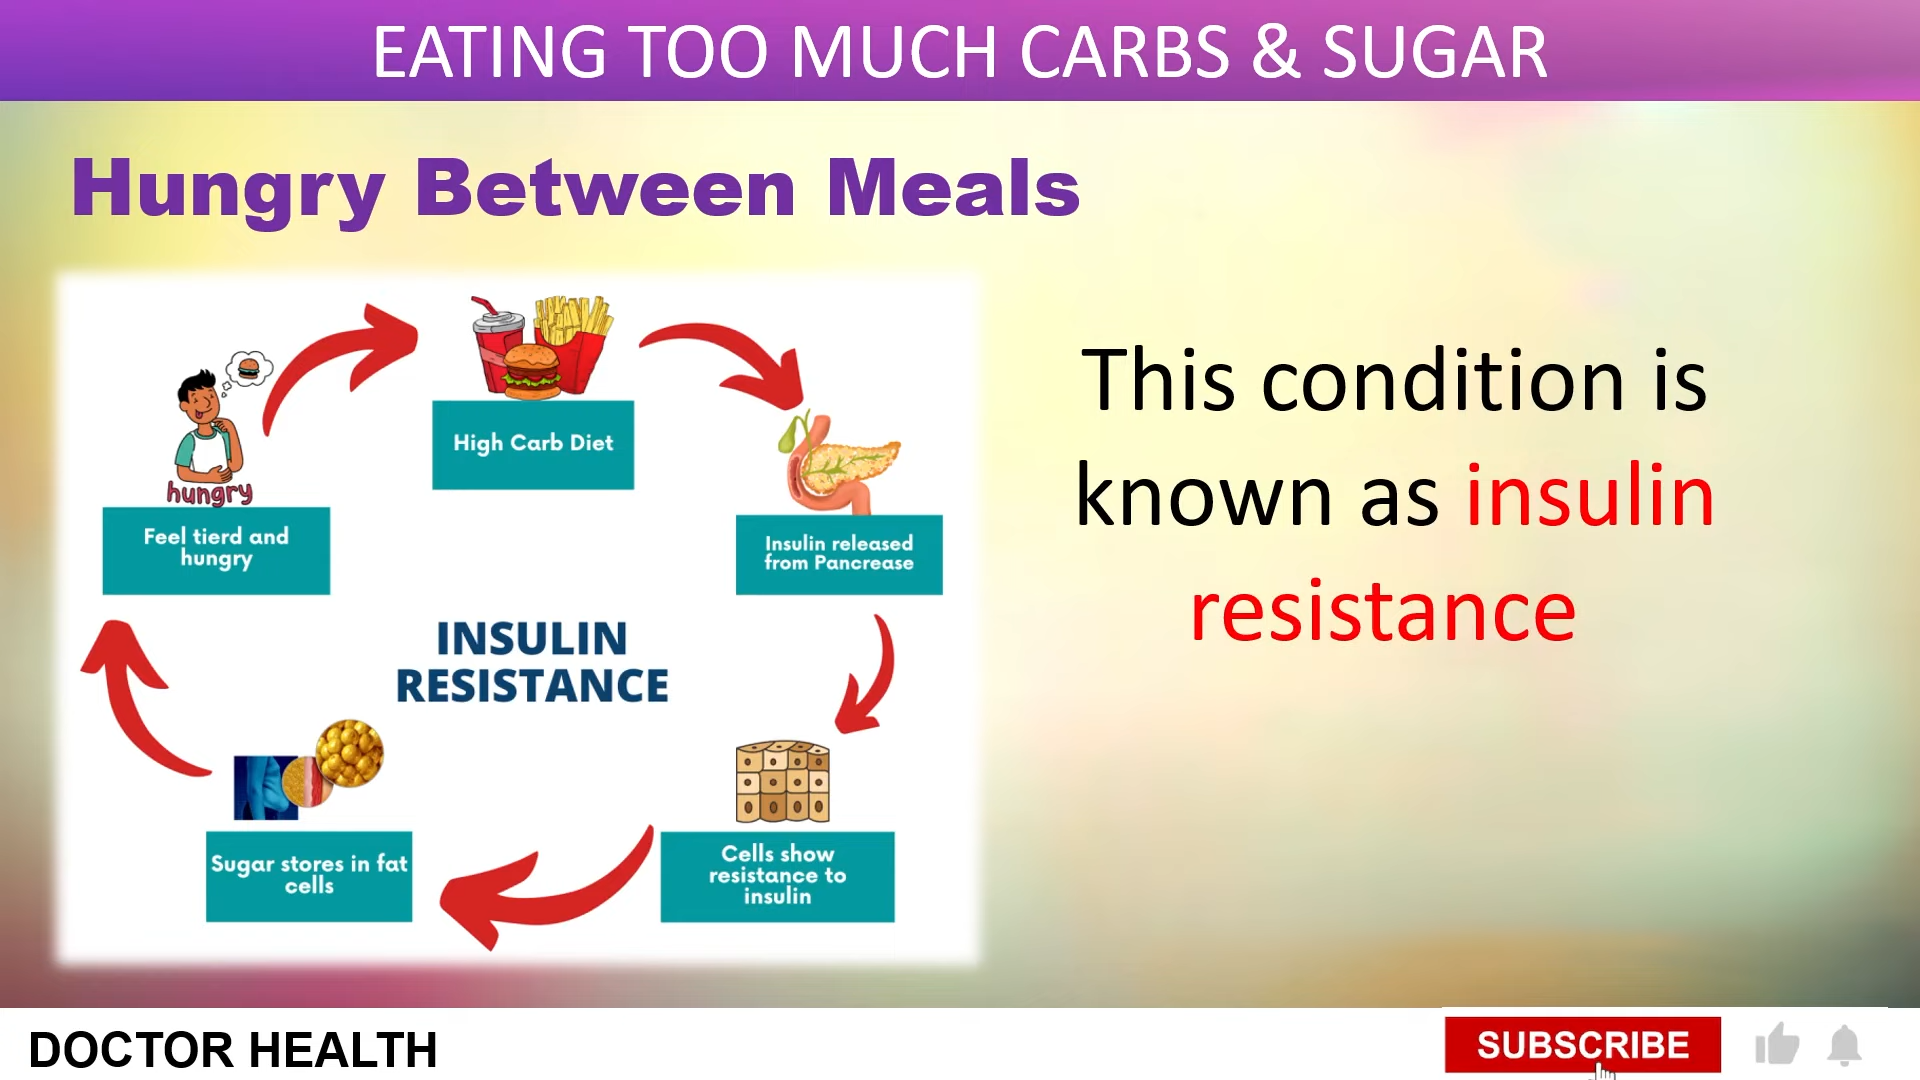 EATING TOO MUCH CARBS & SUGAR
Hungry Between Meals
hungry
Feel tierd and
hungry
High Carb Diet
Insulin released
from Pancrease
INSULIN
RESISTANCE
Sugar stores in fat
cells
Cells show
resistance to
insulin
This condition is
known as insulin
resistance
DOCTOR HEALTH
SUBSCRIBE